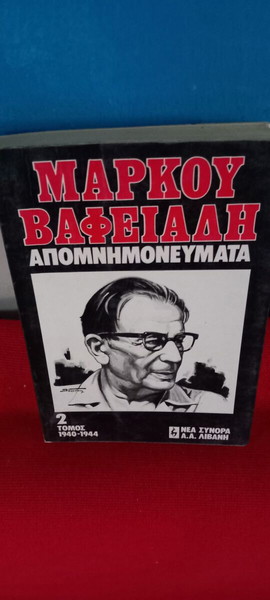 ΜΑΡΚΟΥ
ΒΑΦΕΙΑΔΗ
ΑΠΟΜΝΗΜΟΝΕΥΜΑΤΑ
2
ΤΟΜΟΣ
1940-1944
ΝΕΑ ΣΥΝΟΡΑ
Α.Α. ΛΙΒΑΝΗ